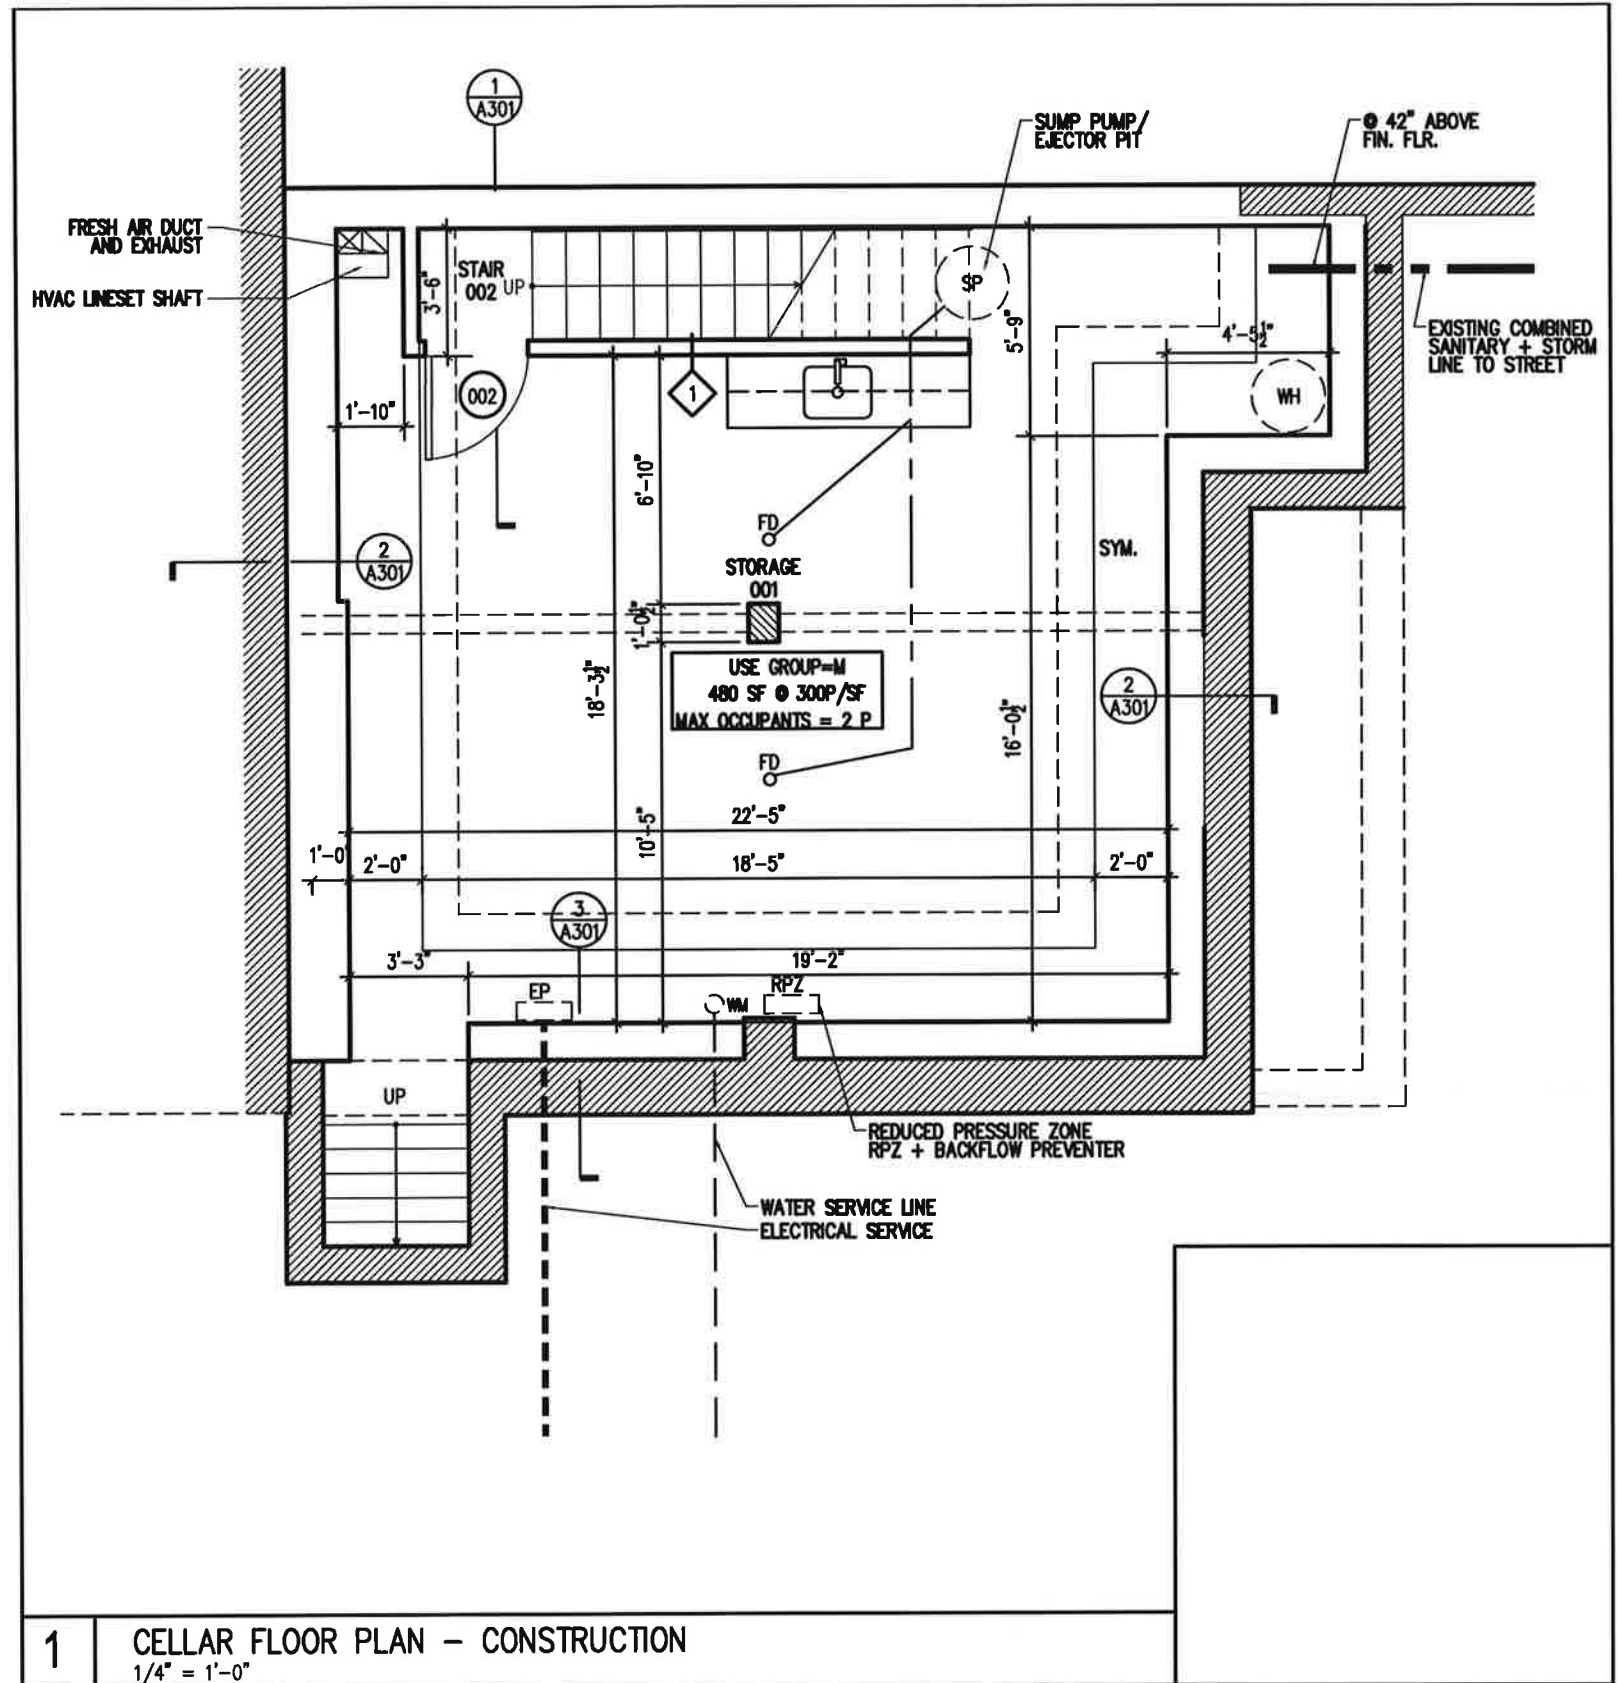 1
A301
SUMP PUMP/
EJECTOR PIT
@ 42" ABOVE
FIN. FLR.
FRESH AIR DUCT
AND EXHAUST
HVAC LINESET SHAFT
STAIR
002
UP
3'-6"
SP
5'-9"
4'-5½"
EXISTING COMBINED
SANITARY + STORM
LINE TO STREET
WH
002
1
1'-10"
6'-10"
FD
SYM.
2
A301
STORAGE
001
1'-0½"
USE GROUP=M
480 SF @ 300P/SF
MAX OCCUPANTS = 2 P
18'-3½"
2
A301
16'-0½"
FD
22'-5"
10'-5"
1'-0
2'-0"
18'-5"
2'-0"
3
A301
3'-3"
19'-2"
EP
WM
RPZ
UP
REDUCED PRESSURE ZONE
RPZ + BACKFLOW PREVENTER
WATER SERVICE LINE
ELECTRICAL SERVICE
1
CELLAR FLOOR PLAN - CONSTRUCTION
1/4" = 1'-0"